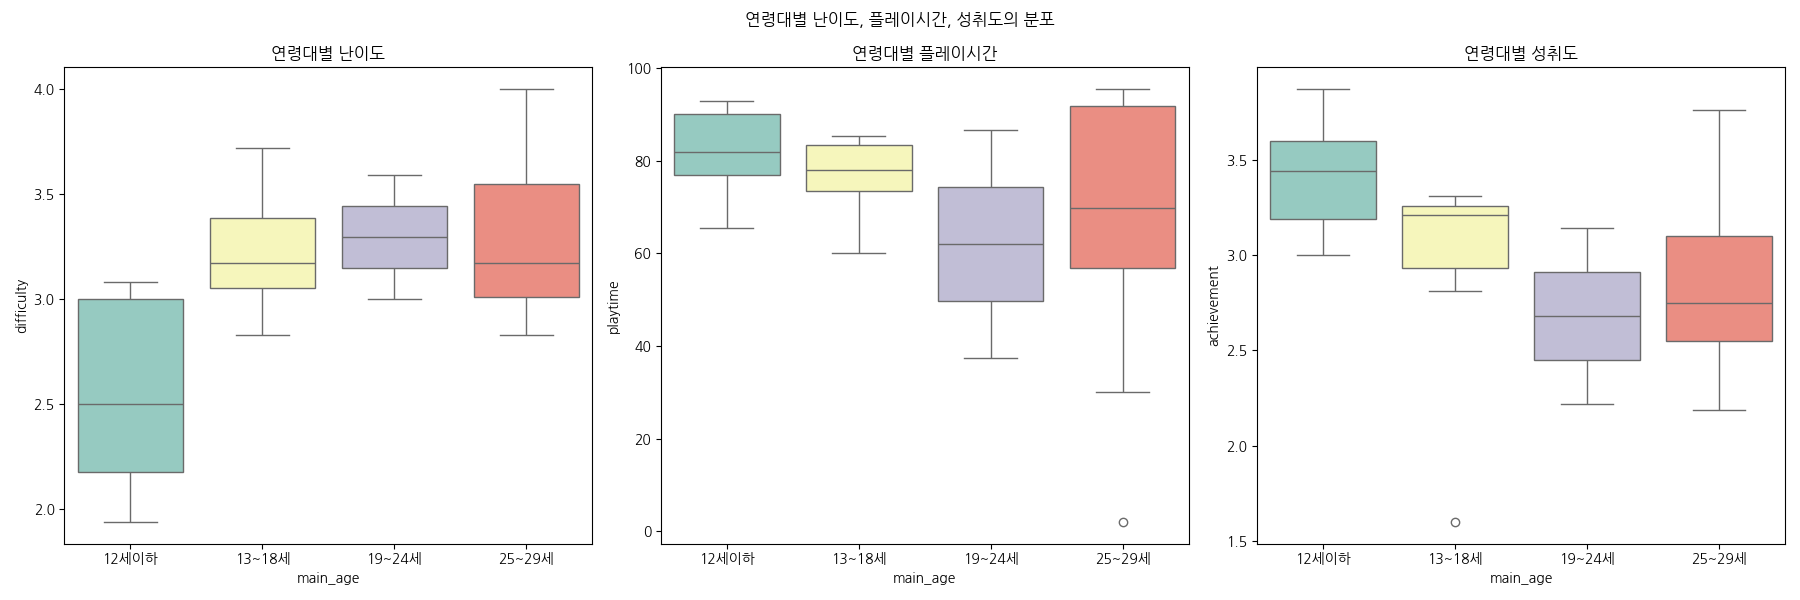 연령대별 난이도, 플레이시간, 성취도의 분포
연령대별 난이도
4.0
3.5
3.0
2.5
2.0
difficulty
12세이하 13~18세 19~24세 25~29세
main_age
연령대별 플레이시간
100
80
60
40
20
0
playtime
12세이하 13~18세 19~24세 25~29세
main_age
연령대별 성취도
3.5
3.0
2.5
2.0
1.5
achievement
12세이하 13~18세 19~24세 25~29세
main_age